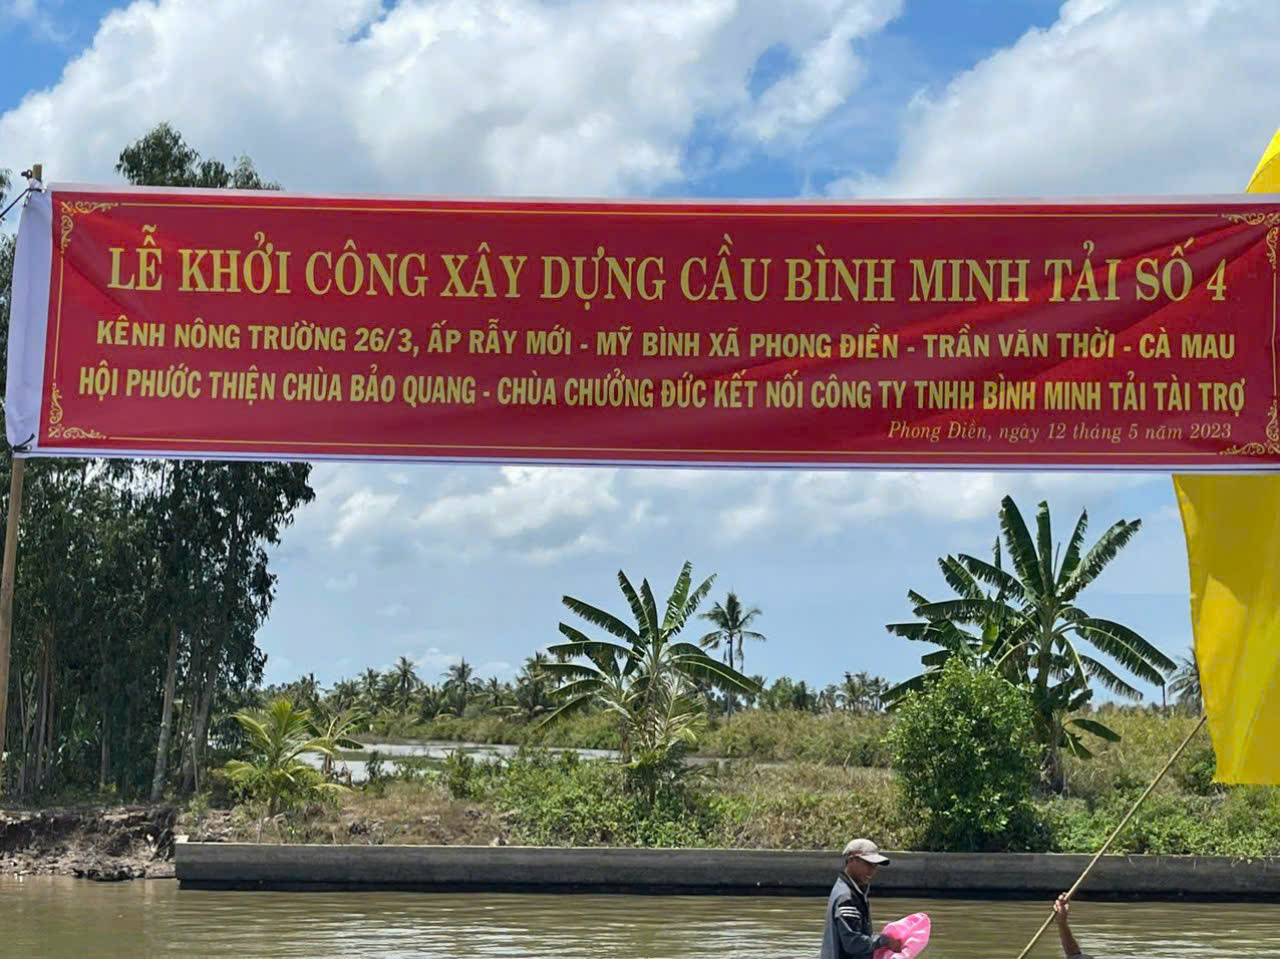 LỄ KHỞI CÔNG XÂY DỰNG CẦU BÌNH MINH TẢI SỐ 4
KÊNH NÔNG TRƯỜNG 26/3, ẤP RẪY MỚI - MỸ BÌNH XÃ PHONG ĐIỀN - TRẦN VĂN THỜI - CÀ MAU
HỘI PHƯỚC THIỆN CHÙA BẢO QUANG - CHÙA CHƯỞNG ĐỨC KẾT NỐI CÔNG TY TNHH BÌNH MINH TẢI TÀI TRỢ
Phong Điền, ngày 12 tháng 5 năm 2023